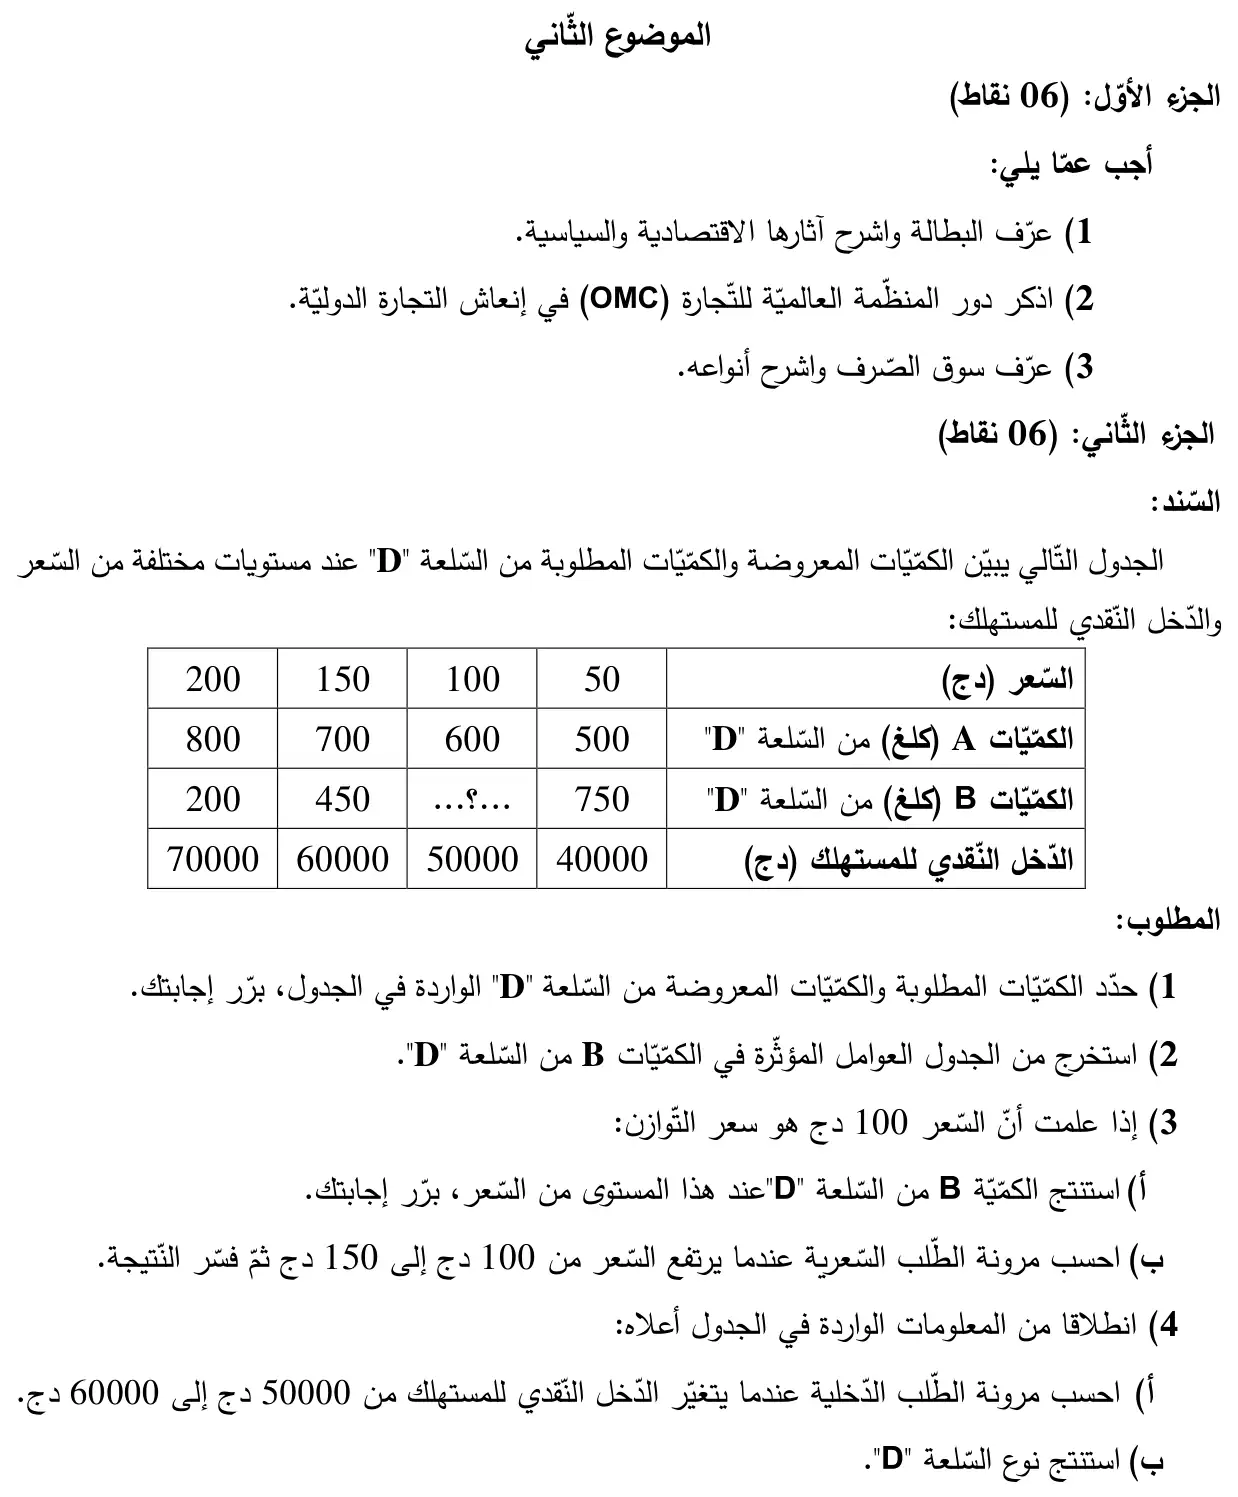 الموضوع الثّاني
الجزء الأوّل: (06 نقاط)
أجب عمّا يلي:
1) عرّف البطالة واشرح آثارها الاقتصادية والسياسية.
2) اذكر دور المنظّمة العالميّة للتّجارة (OMC) في إنعاش التجارة الدوليّة.
3) عرّف سوق الصّرف واشرح أنواعه.
الجزء الثّاني: (06 نقاط)
السّند:
الجدول التّالي يبيّن الكمّيّات المعروضة والكمّيّات المطلوبة من السّلعة "D" عند مستويات مختلفة من السّعر
والدّخل النّقدي للمستهلك:
السّعر (دج) 50 100 150 200
الكمّيّات A (كلغ) من السّلعة "D" 500 600 700 800
الكمّيّات B (كلغ) من السّلعة "D" 750 ...؟... 450 200
الدّخل النّقدي للمستهلك (دج) 40000 50000 60000 70000
المطلوب:
1) حدّد الكمّيّات المطلوبة والكمّيّات المعروضة من السّلعة "D" الواردة في الجدول، برّر إجابتك.
2) استخرج من الجدول العوامل المؤثّرة في الكمّيّات B من السّلعة "D".
3) إذا علمت أنّ السّعر 100 دج هو سعر التّوازن:
أ) استنتج الكمّيّة B من السّلعة "D"عند هذا المستوى من السّعر، برّر إجابتك.
ب) احسب مرونة الطّلب السّعرية عندما يرتفع السّعر من 100 دج إلى 150 دج ثمّ فسّر النّتيجة.
4) انطلاقا من المعلومات الواردة في الجدول أعلاه:
أ) احسب مرونة الطّلب الدّخلية عندما يتغيّر الدّخل النّقدي للمستهلك من 50000 دج إلى 60000 دج.
ب) استنتج نوع السّلعة "D".